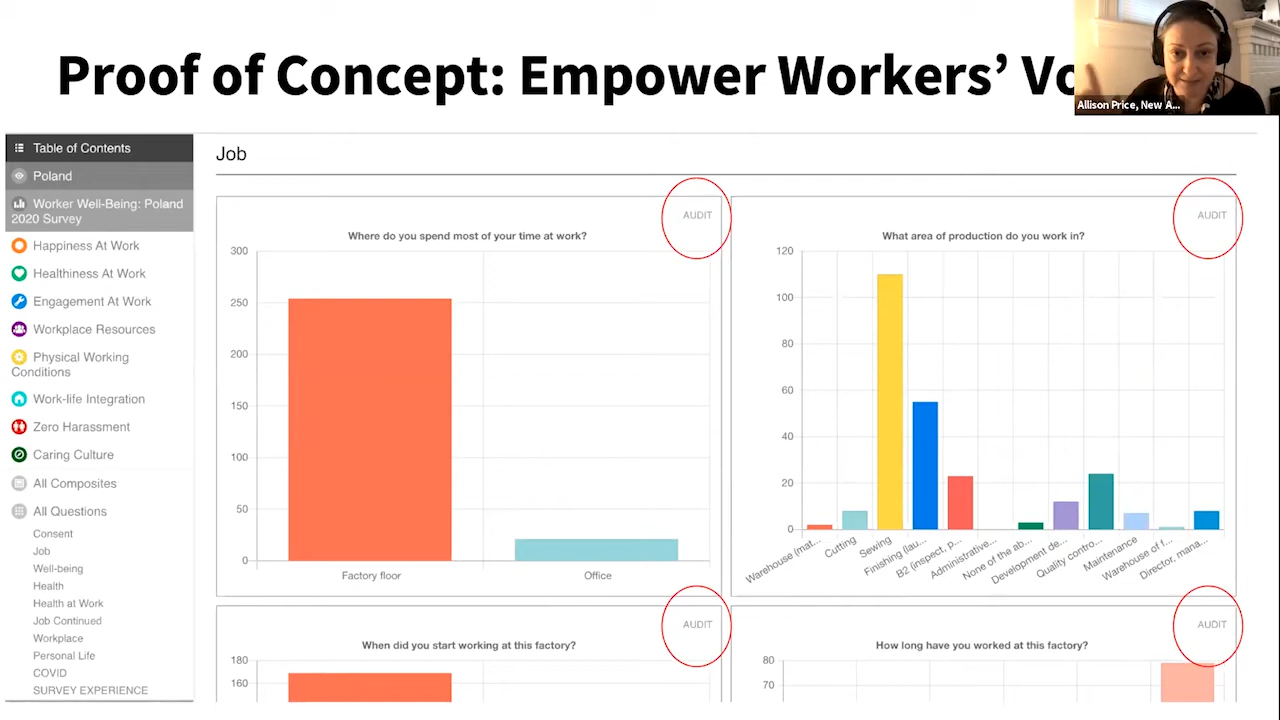 Proof of Concept: Empower Workers’ Vo
Allison Price, New A...
Table of Contents
Poland
Worker Well-Being: Poland
2020 Survey
Happiness At Work
Healthiness At Work
Engagement At Work
Workplace Resources
Physical Working
Conditions
Work-life Integration
Zero Harassment
Caring Culture
All Composites
All Questions
Consent
Job
Well-being
Health
Health at Work
Job Continued
Workplace
Personal Life
COVID
SURVEY EXPERIENCE
Job
AUDIT
Where do you spend most of your time at work?
300
250
200
150
100
50
0
Factory floor
Office
AUDIT
What area of production do you work in?
120
100
80
60
40
20
0
Warehouse (mat...
Cutting
Sewing
Finishing (lau...
B2 (inspect, p...
Administrative...
None of the ab...
Development de...
Quality contro...
Maintenance
Warehouse of f...
Director, mana...
AUDIT
When did you start working at this factory?
180
160
AUDIT
How long have you worked at this factory?
80
70